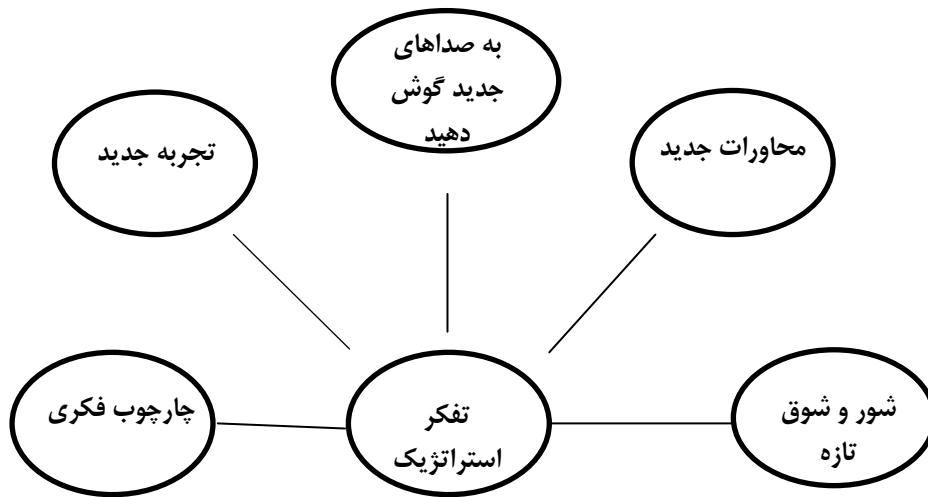 به صداهای
جدید گوش
دهید
محاورات جدید
تجربه جدید
شور و شوق
تازه
تفکر
استراتژیک
چارچوب فکری